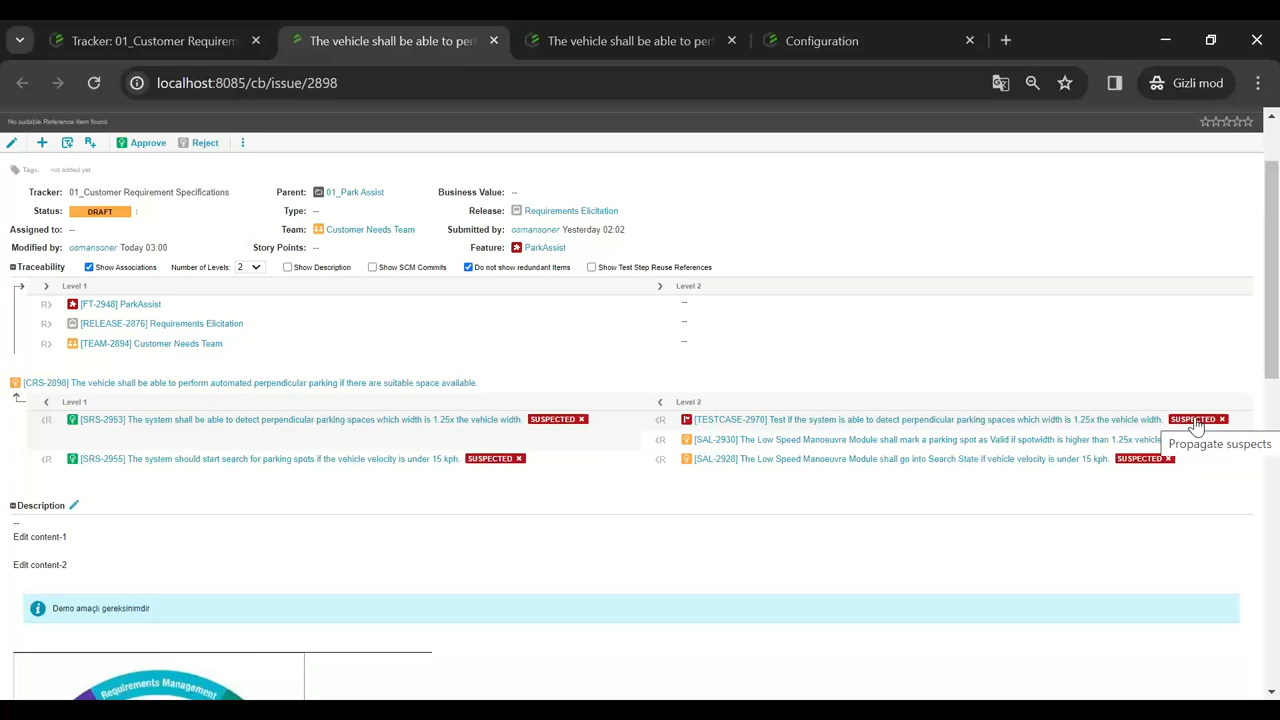 Tracker: 01_Customer Requirem
The vehicle shall be able to per
The vehicle shall be able to per
Configuration
localhost:8085/cb/issue/2898
Gizli mod
No suitable Reference Item found
Approve Reject
Tags: not added yet
Tracker: 01_Customer Requirement Specifications Parent: 01_Park Assist Business Value: --
Status: DRAFT Type: -- Release: Requirements Elicitation
Assigned to: -- Team: Customer Needs Team Submitted by: osmansoner Yesterday 02:02
Modified by: osmansoner Today 03:00 Story Points: -- Feature: ParkAssist
Traceability Show Associations Number of Levels: 2 Show Description Show SCM Commits Do not show redundant Items Show Test Step Reuse References
Level 1 Level 2
[FT-2948] ParkAssist --
[RELEASE-2876] Requirements Elicitation --
[TEAM-2894] Customer Needs Team --
[CRS-2898] The vehicle shall be able to perform automated perpendicular parking if there are suitable space available.
Level 1 Level 2
[SRS-2953] The system shall be able to detect perpendicular parking spaces which width is 1.25x the vehicle width. SUSPECTED × [TESTCASE-2970] Test if the system is able to detect perpendicular parking spaces which width is 1.25x the vehicle width. SUSPECTED ×
[SAL-2930] The Low Speed Manoeuvre Module shall mark a parking spot as Valid if spotwidth is higher than 1.25x vehicle
Propagate suspects
[SRS-2955] The system should start search for parking spots if the vehicle velocity is under 15 kph. SUSPECTED × [SAL-2928] The Low Speed Manoeuvre Module shall go into Search State if vehicle velocity is under 15 kph. SUSPECTED ×
Description
--
Edit content-1
Edit content-2
Demo amaçlı gereksinimdir
Requirements Management